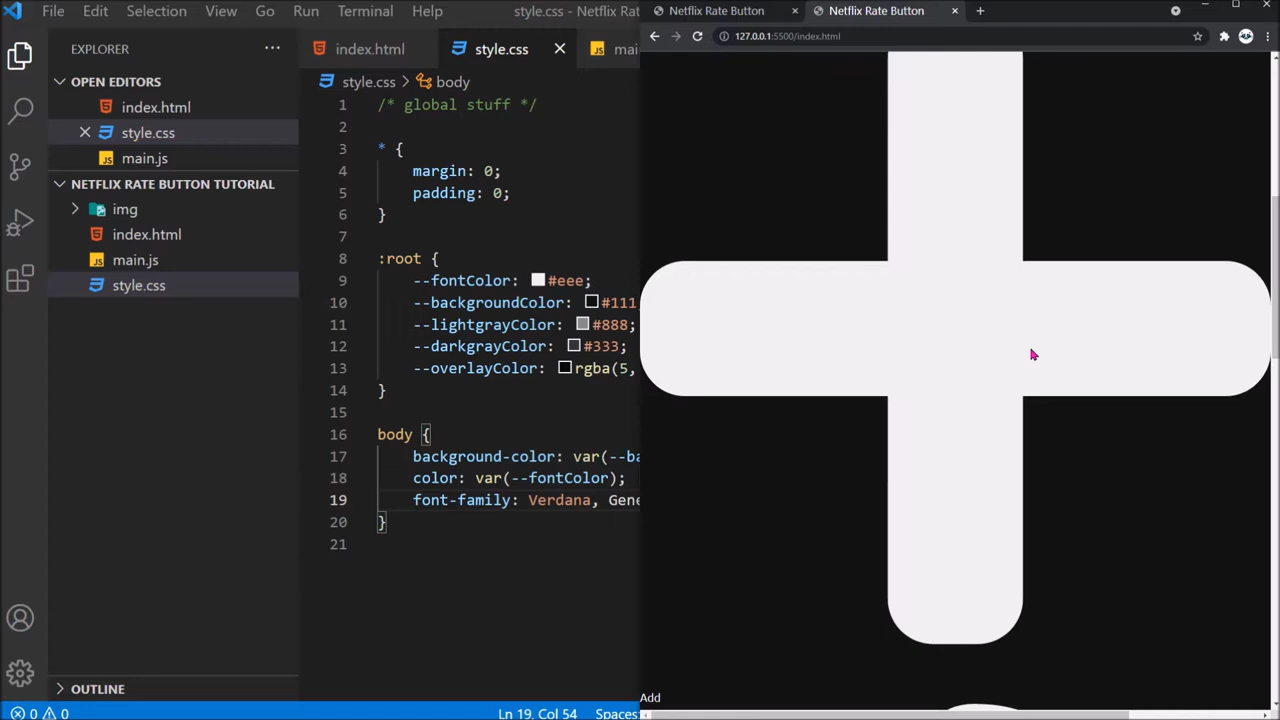 File Edit Selection View Go Run Terminal Help style.css - Netflix Ra
Netflix Rate Button
Netflix Rate Button
127.0.0.1:5500/index.html
EXPLORER
OPEN EDITORS
index.html
style.css
main.js
NETFLIX RATE BUTTON TUTORIAL
img
index.html
main.js
style.css
OUTLINE
index.html
style.css
mai
style.css > body
1 /* global stuff */
2
3 * {
4 margin: 0;
5 padding: 0;
6 }
7
8 :root {
9 --fontColor: #eee;
10 --backgroundColor: #111
11 --lightgrayColor: #888;
12 --darkgrayColor: #333;
13 --overlayColor: rgba(5,
14 }
15
16 body {
17 background-color: var(--ba
18 color: var(--fontColor);
19 font-family: Verdana, Gene
20 }
21
Add
0 0
Ln 19, Col 54 Spaces